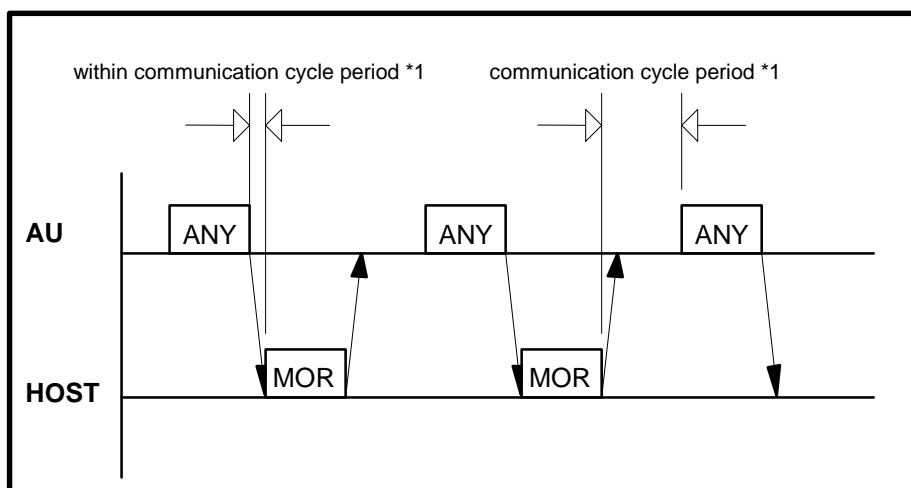 within communication cycle period *1 communication cycle period *1
AU ANY ANY ANY
HOST MOR MOR